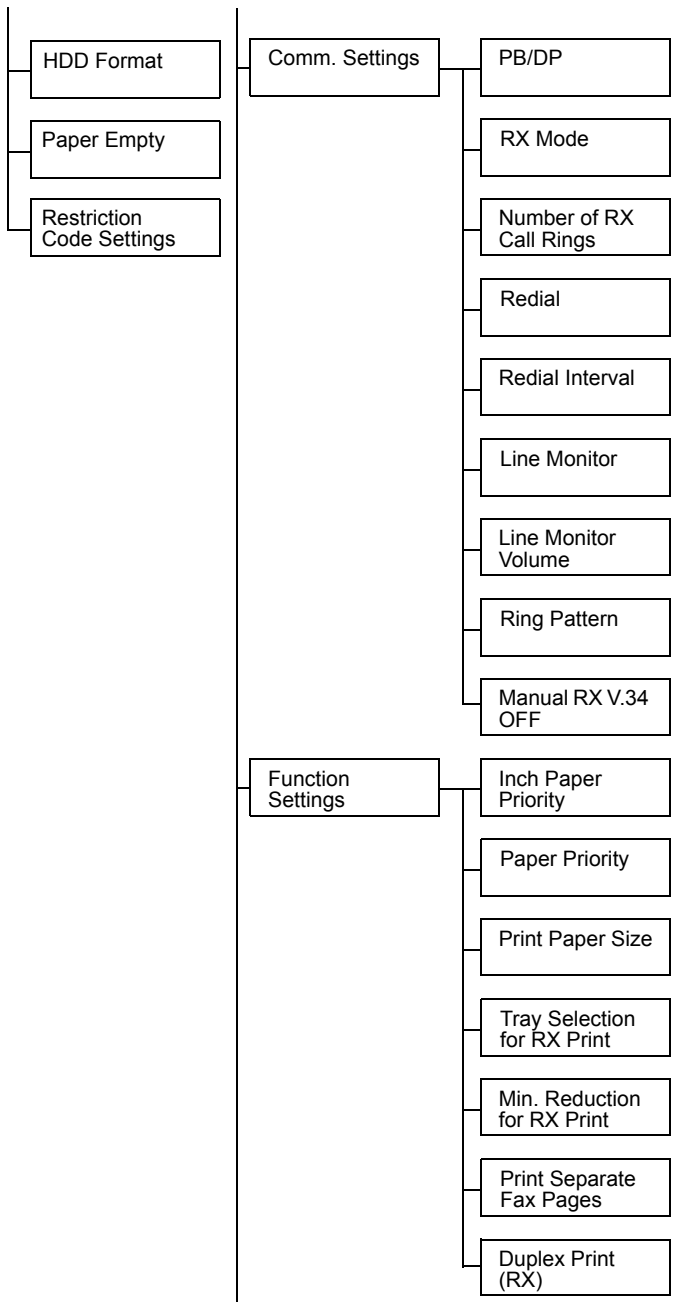 HDD Format
Paper Empty
Restriction
Code Settings
Comm. Settings
PB/DP
RX Mode
Number of RX
Call Rings
Redial
Redial Interval
Line Monitor
Line Monitor
Volume
Ring Pattern
Manual RX V.34
OFF
Function
Settings
Inch Paper
Priority
Paper Priority
Print Paper Size
Tray Selection
for RX Print
Min. Reduction
for RX Print
Print Separate
Fax Pages
Duplex Print
(RX)